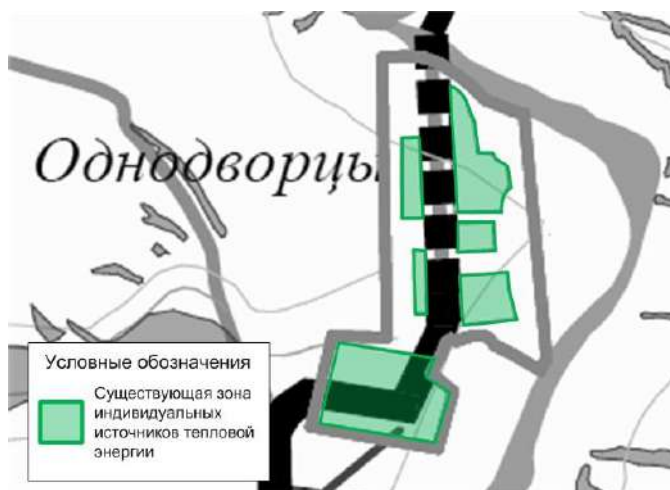 Однодворцы
Условные обозначения
Существующая зона
индивидуальных
источников тепловой
энергии